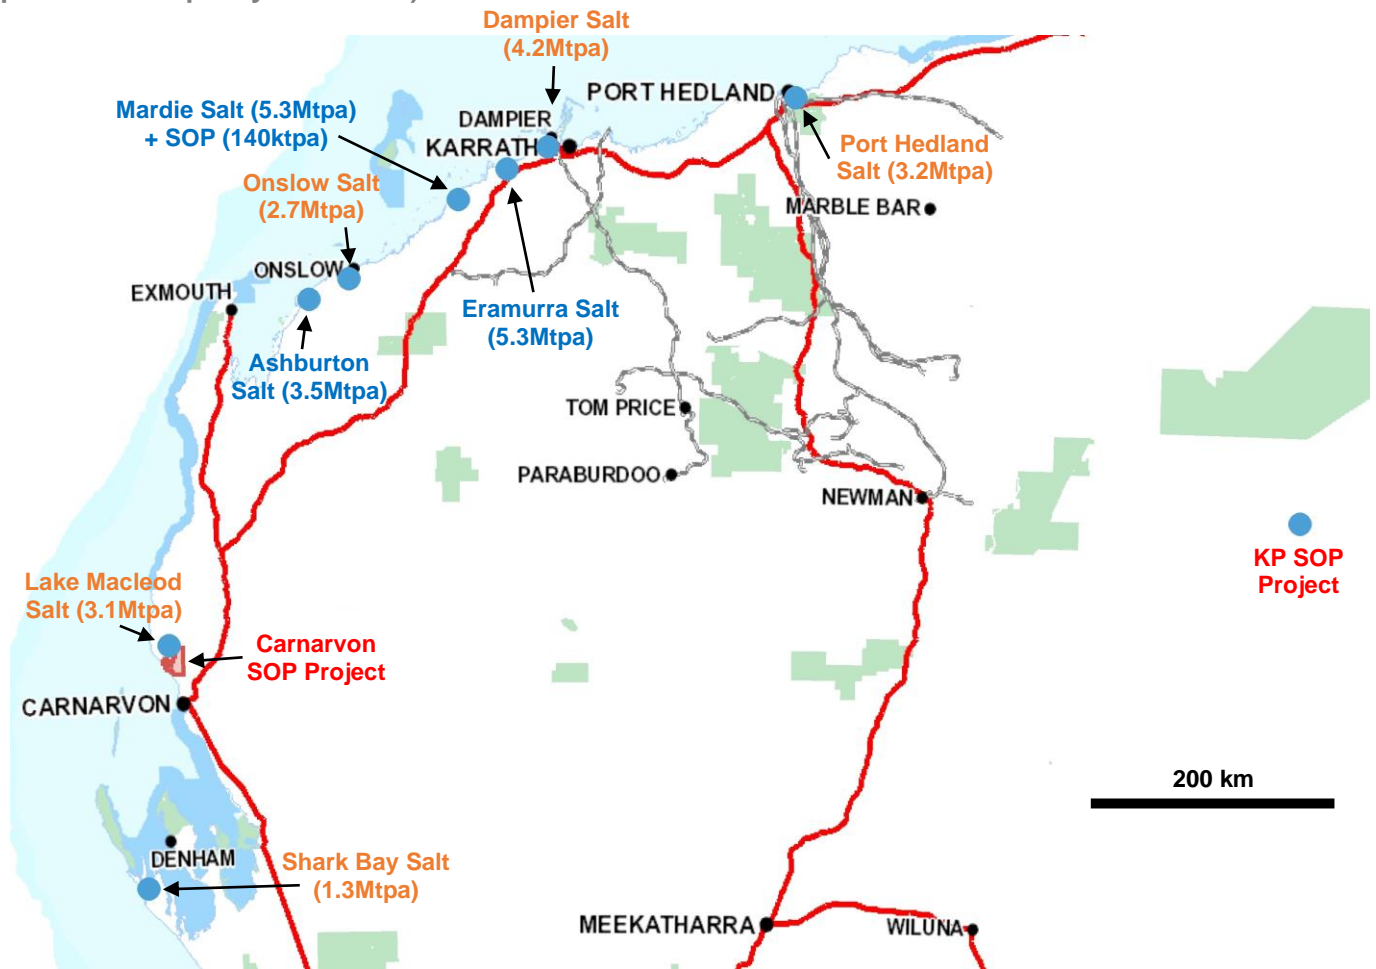 Dampier Salt
(4.2Mtpa)
PORT HEDLAND
Mardie Salt (5.3Mtpa)
+ SOP (140ktpa)
DAMPIER
KARRATH
Port Hedland
Salt (3.2Mtpa)
Onslow Salt
(2.7Mtpa)
MARBLE BAR
ONSLOW
EXMOUTH
Eramurra Salt
(5.3Mtpa)
Ashburton
Salt (3.5Mtpa)
TOM PRICE
PARABURDOO
NEWMAN
KP SOP
Project
Lake Macleod
Salt (3.1Mtpa)
Carnarvon
SOP Project
CARNARVON
200 km
DENHAM
Shark Bay Salt
(1.3Mtpa)
MEEKATHARRA
WILUNA